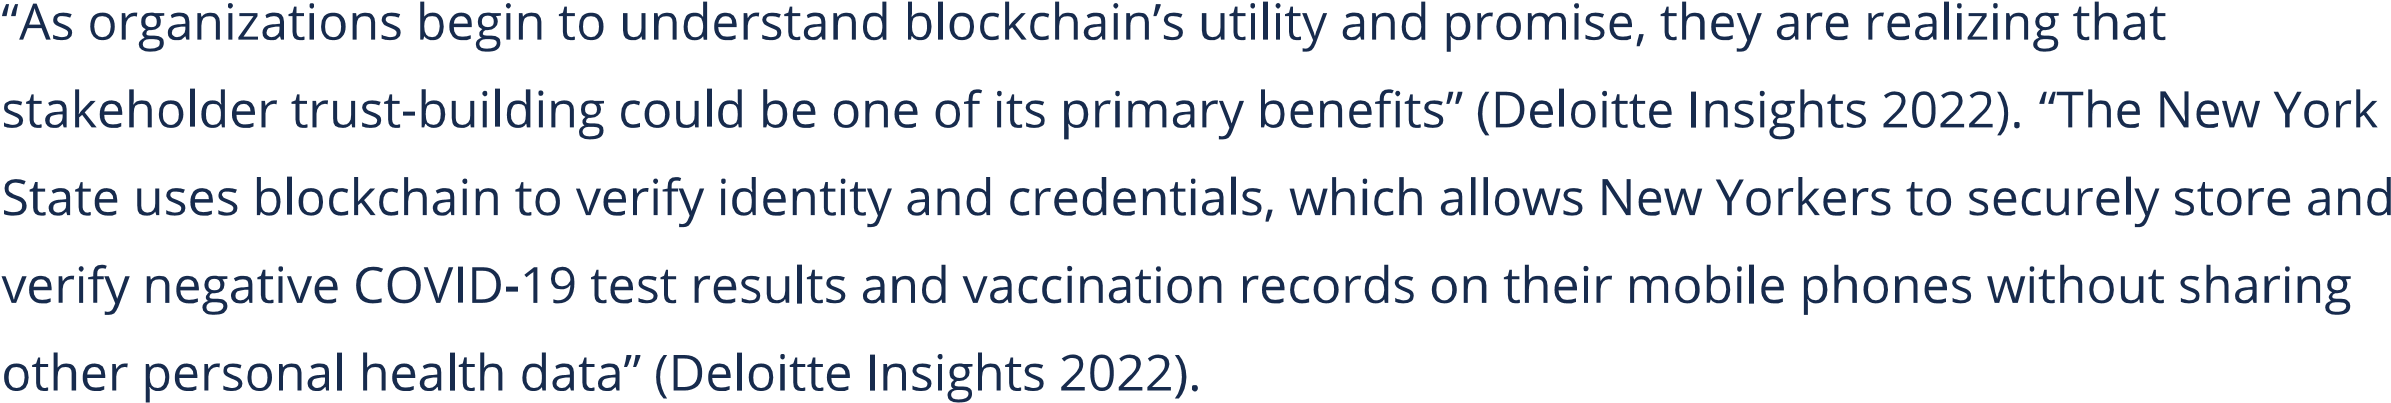 “As organizations begin to understand blockchain’s utility and promise, they are realizing that
stakeholder trust-building could be one of its primary benefits” (Deloitte Insights 2022). “The New York
State uses blockchain to verify identity and credentials, which allows New Yorkers to securely store and
verify negative COVID-19 test results and vaccination records on their mobile phones without sharing
other personal health data” (Deloitte Insights 2022).